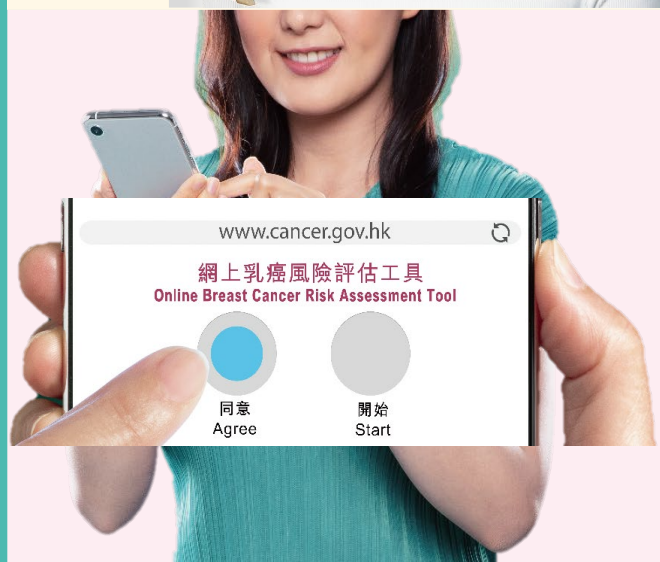 www.cancer.gov.hk
網上乳癌風險評估工具
Online Breast Cancer Risk Assessment Tool
同意
Agree
開始
Start